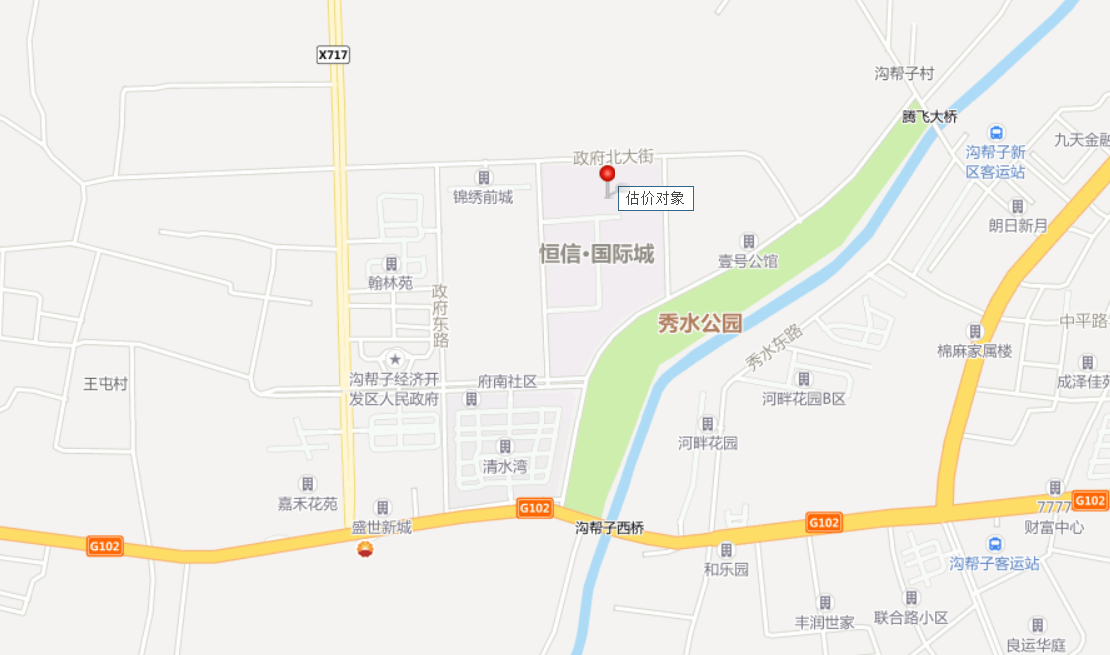 X717
沟帮子村
腾飞大桥
九天金融
政府北大街
沟帮子新
区客运站
锦绣前城
估价对象
朗日新月
恒信·国际城
壹号公馆
翰林苑
政府东路
秀水公园
中平路
秀水东路
棉麻家属楼
王屯村
沟帮子经济开
发区人民政府
府南社区
成泽佳苑
河畔花园B区
河畔花园
清水湾
嘉禾花苑
盛世新城
G102
沟帮子西桥
G102
7777
财富中心
G102
G102
沟帮子客运站
和乐园
丰润世家
联合路小区
良运华庭